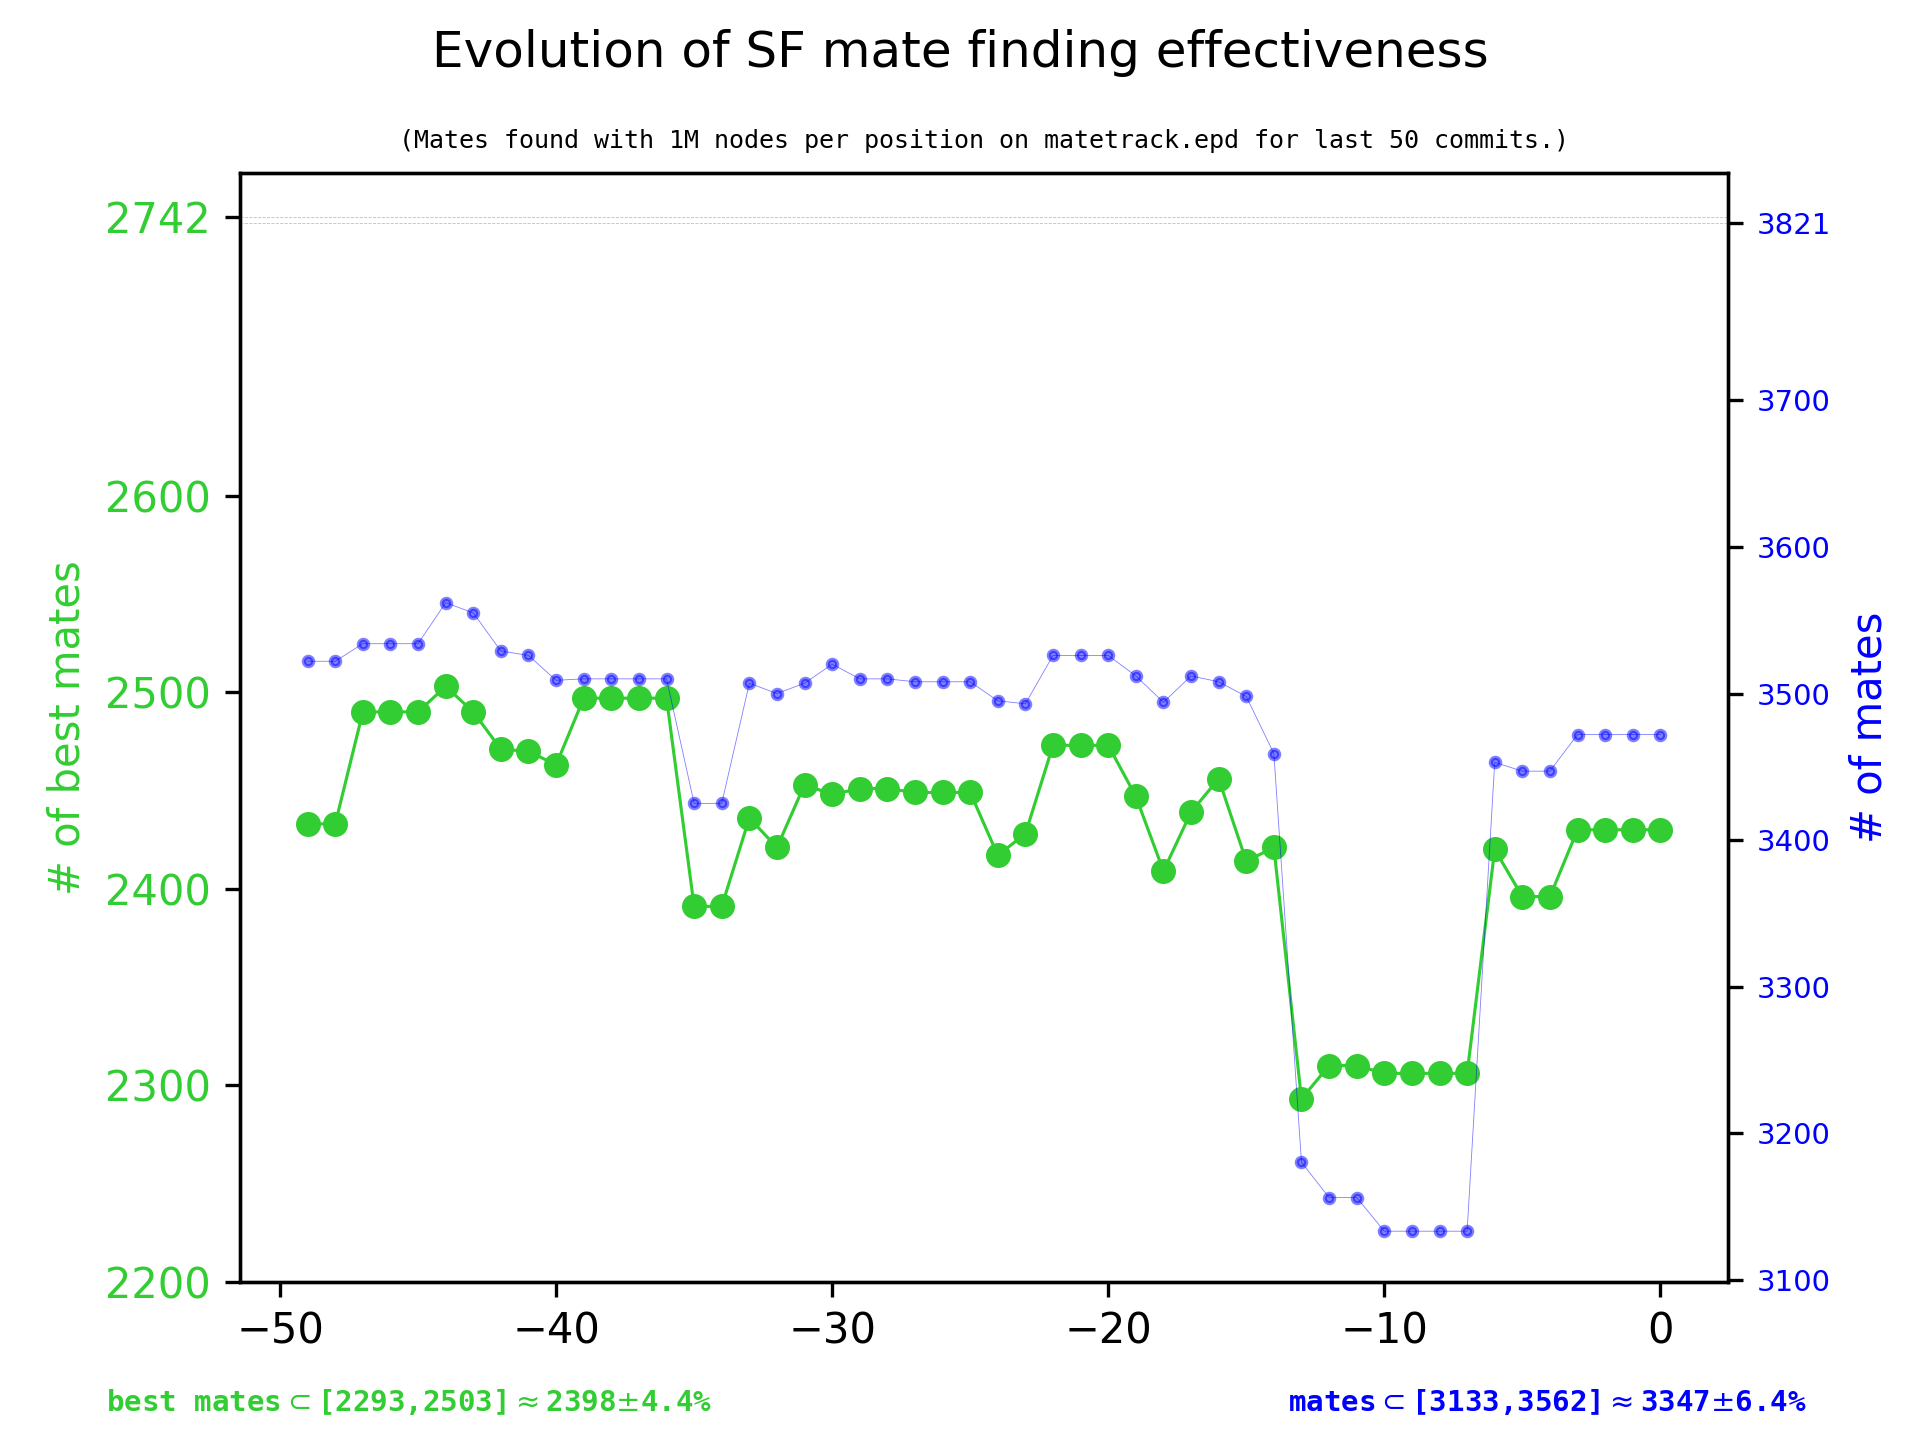 Evolution of SF mate finding effectiveness
(Mates found with 1M nodes per position on matetrack.epd for last 50 commits.)
2742
2600
2500
2400
2300
2200
# of best mates
3821
3700
3600
3500
3400
3300
3200
3100
# of mates
−50 −40 −30 −20 −10 0
best mates⊂[2293,2503]≈2398±4.4%
mates⊂[3133,3562]≈3347±6.4%